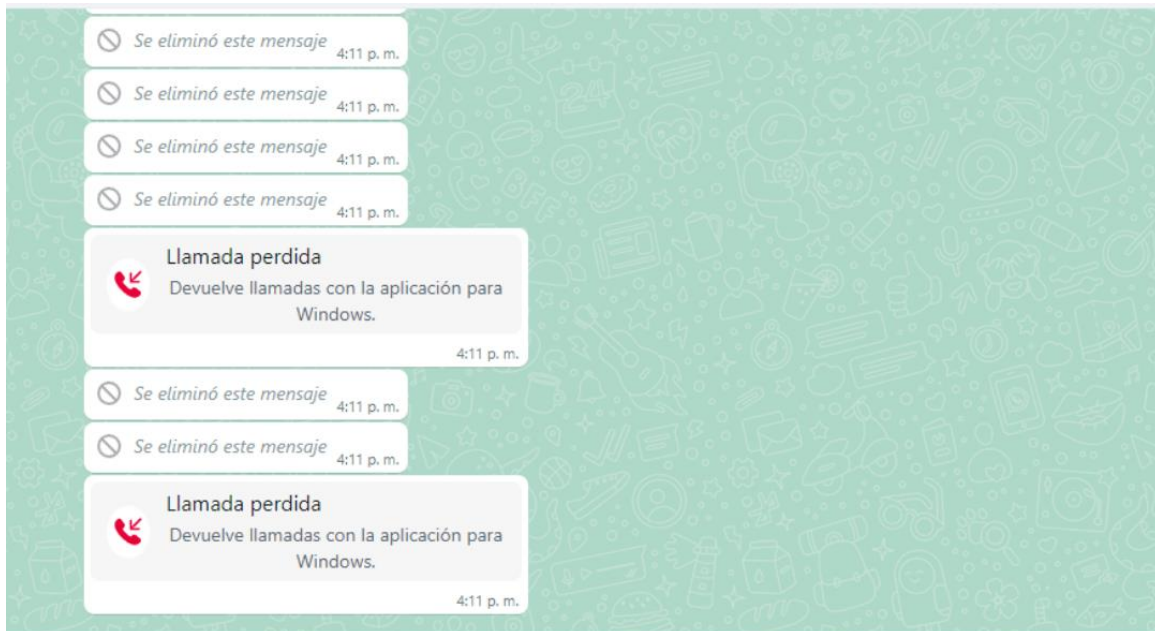 Se eliminó este mensaje 4:11 p. m.
Se eliminó este mensaje 4:11 p. m.
Se eliminó este mensaje 4:11 p. m.
Se eliminó este mensaje 4:11 p. m.
Llamada perdida
Devuelve llamadas con la aplicación para
Windows.
4:11 p. m.
Se eliminó este mensaje 4:11 p. m.
Se eliminó este mensaje 4:11 p. m.
Llamada perdida
Devuelve llamadas con la aplicación para
Windows.
4:11 p. m.